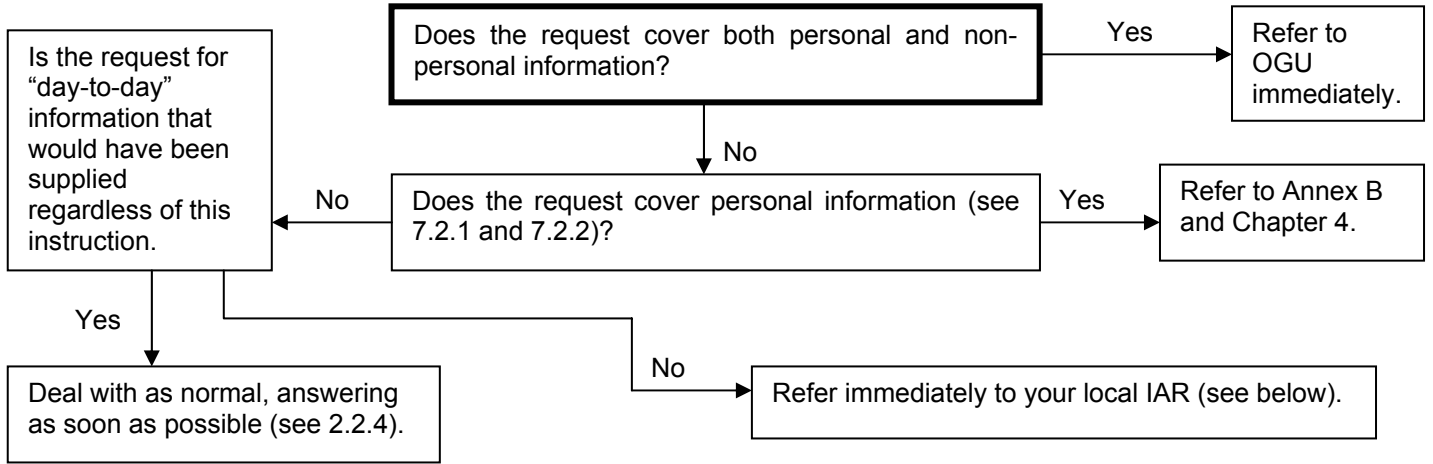 Does the request cover both personal and non-
personal information?
Yes
Refer to
OGU
immediately.
No
Does the request cover personal information (see
7.2.1 and 7.2.2)?
Yes
Refer to Annex B
and Chapter 4.
No
Is the request for
“day-to-day”
information that
would have been
supplied
regardless of this
instruction.
Yes
Deal with as normal, answering
as soon as possible (see 2.2.4).
No
Refer immediately to your local IAR (see below).